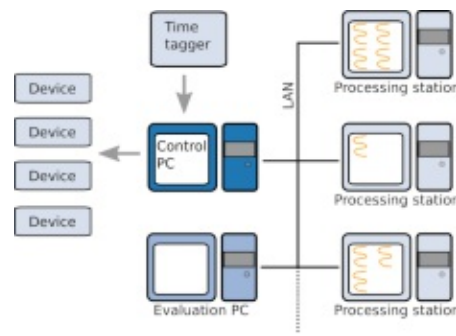 Time
tagger
Device
Device
Device
Device
Control
PC
Evaluation PC
LAN
Processing station
Processing station
Processing station